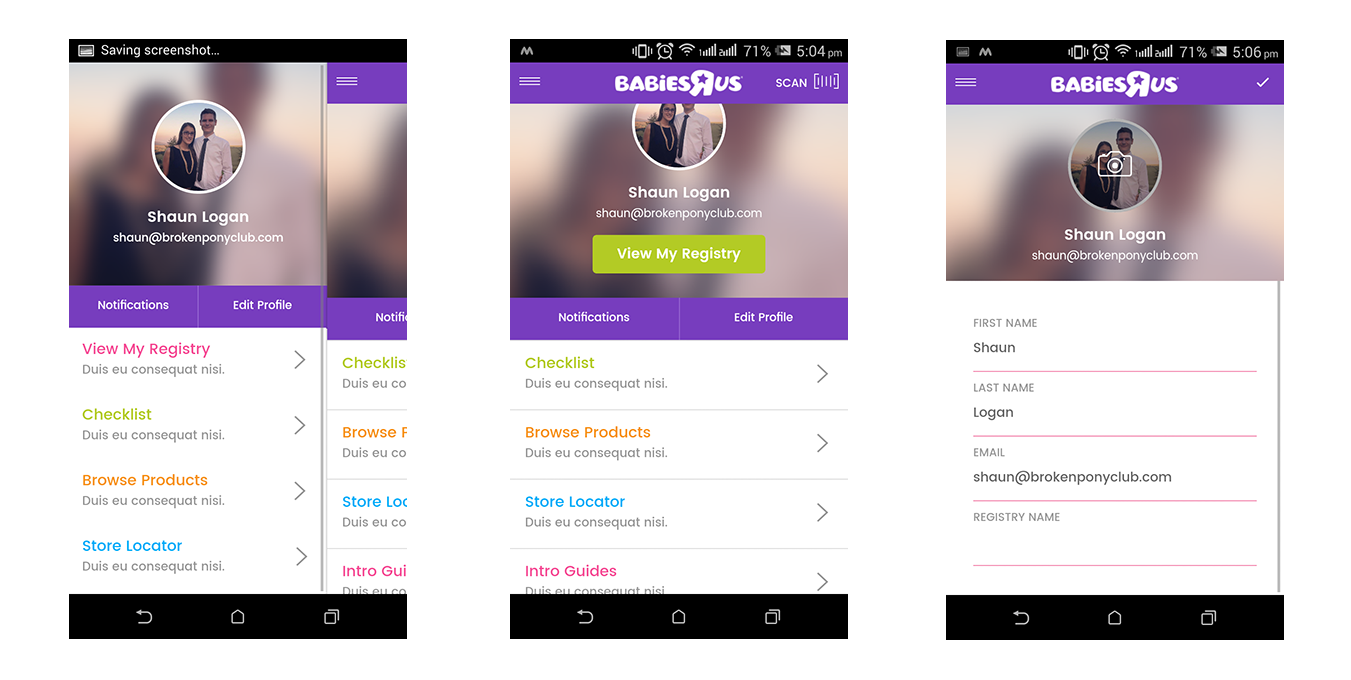 Saving screenshot...
Shaun Logan
shaun@brokenponyclub.com
Notifications
Edit Profile
Notific
View My Registry
Duis eu consequat nisi.
Checklist
Duis eu consequat nisi.
Browse Products
Duis eu consequat nisi.
Store Locator
Duis eu consequat nisi.
Checklis
Duis eu co
Browse P
Duis eu co
Store Loc
Duis eu co
Intro Gui
Duis eu co
71% 5:04 pm
BABiESRUS
SCAN
Shaun Logan
shaun@brokenponyclub.com
View My Registry
Notifications
Edit Profile
Checklist
Duis eu consequat nisi.
Browse Products
Duis eu consequat nisi.
Store Locator
Duis eu consequat nisi.
Intro Guides
Duis eu consequat nisi.
71% 5:06 pm
BABiESRUS
Shaun Logan
shaun@brokenponyclub.com
FIRST NAME
Shaun
LAST NAME
Logan
EMAIL
shaun@brokenponyclub.com
REGISTRY NAME